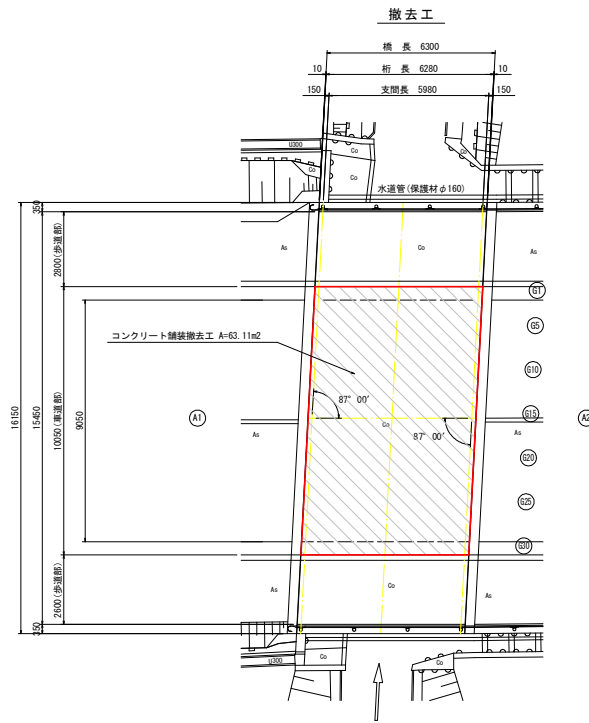 撤去工
橋 長 6300
10 桁 長 6280 10
150 支間長 5980 150
U300
Co
Co
Co
水道管(保護材φ160)
350
2800(歩道部)
As
Co
As
G1
G5
コンクリート舗装撤去工 A=63.11m2
G10
87° 00′
16150
15450
10050(車道部)
9050
A1
G15
A2
Co
87° 00′
As
As
G20
G25
G30
2600(歩道部)
As
Co
As
350
U300
Co
Co